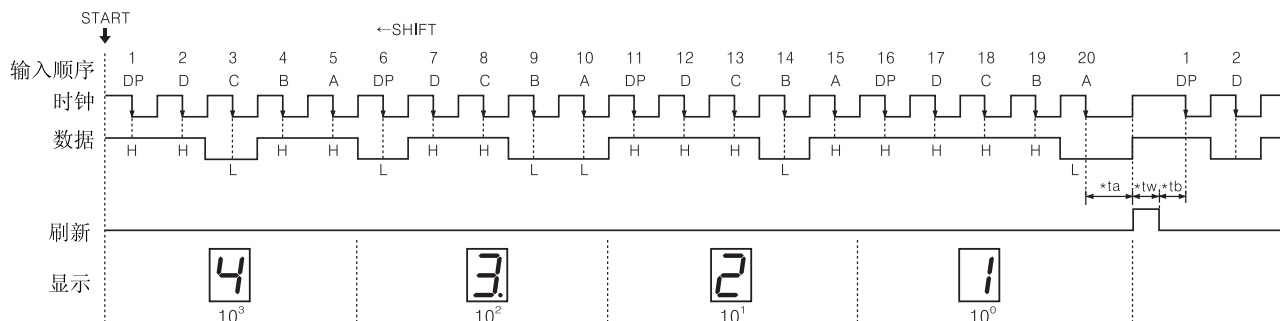 START
←SHIFT
输入顺序 1 2 3 4 5 6 7 8 9 10 11 12 13 14 15 16 17 18 19 20 1 2
DP D C B A DP D C B A DP D C B A DP D C B A DP D
时钟
数据
H H L H H L H H L L H H H L H H H H H L
*ta *tw *tb
刷新
显示 4 3. 2 1
10³ 10² 10¹ 10⁰